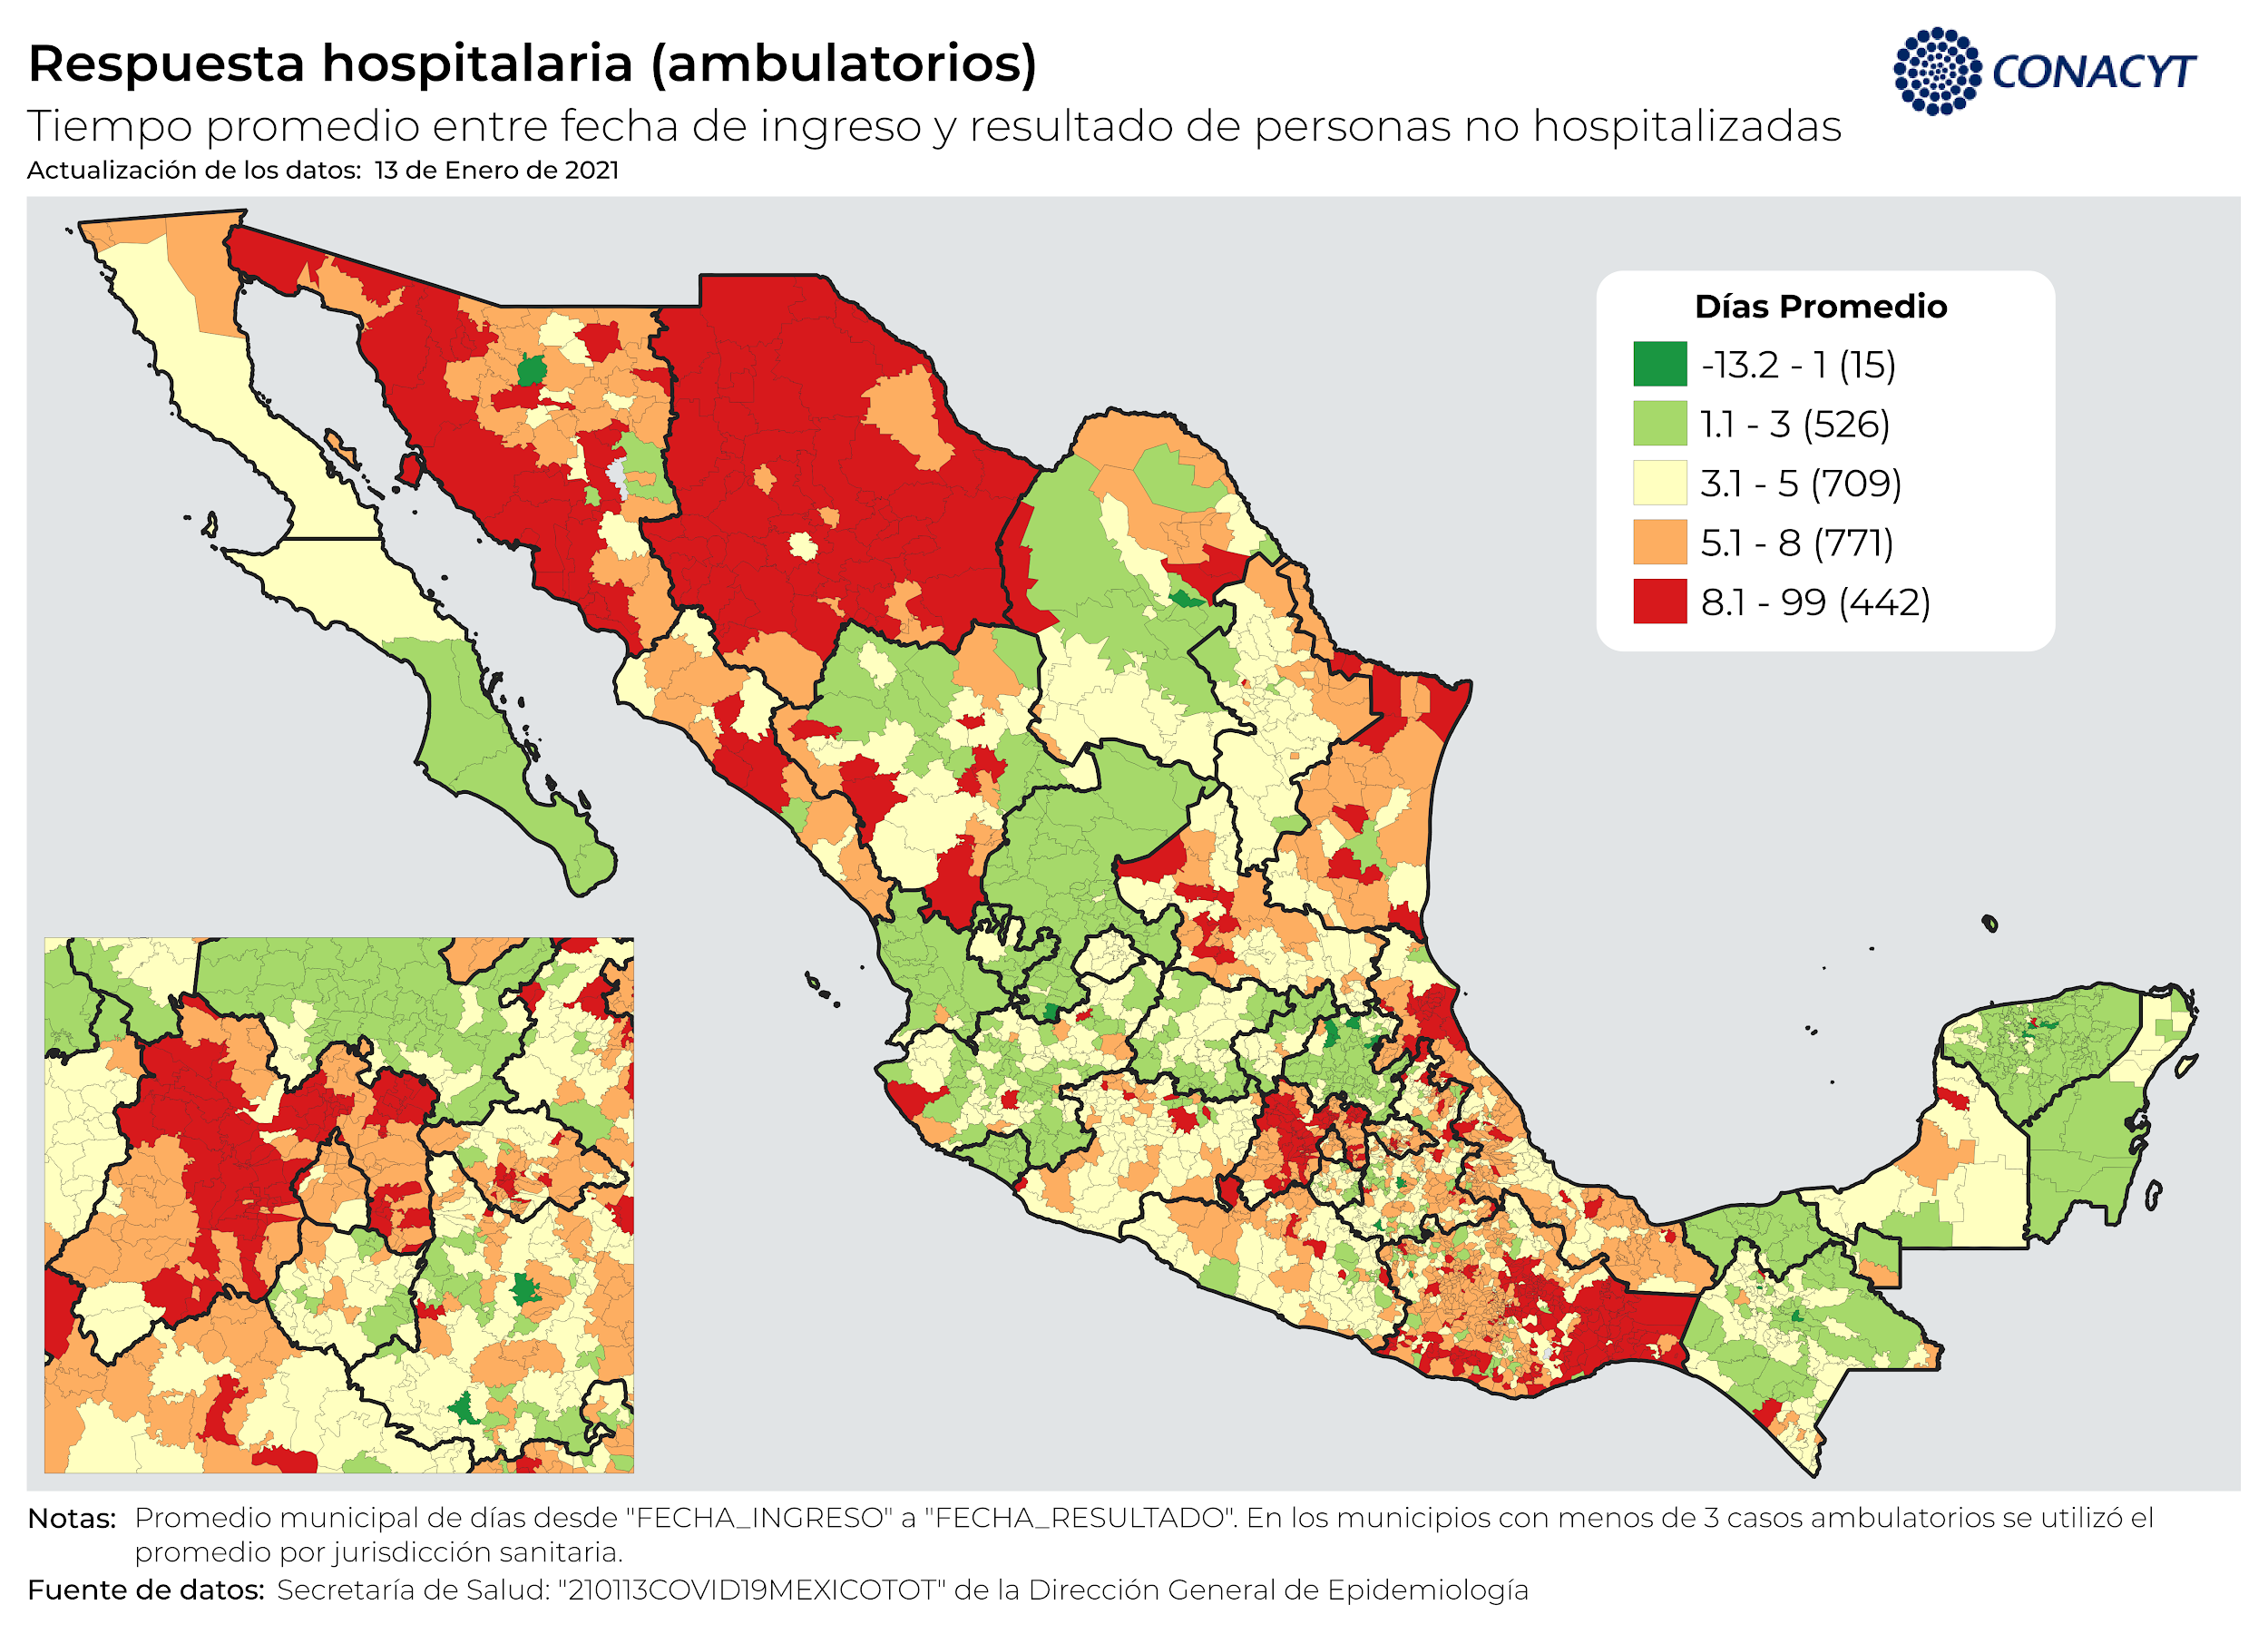 Respuesta hospitalaria (ambulatorios)
CONACYT
Tiempo promedio entre fecha de ingreso y resultado de personas no hospitalizadas
Actualización de los datos: 13 de Enero de 2021
Días Promedio
-13.2 - 1 (15)
1.1 - 3 (526)
3.1 - 5 (709)
5.1 - 8 (771)
8.1 - 99 (442)
Notas: Promedio municipal de días desde "FECHA_INGRESO" a "FECHA_RESULTADO". En los municipios con menos de 3 casos ambulatorios se utilizó el
promedio por jurisdicción sanitaria.
Fuente de datos: Secretaría de Salud: "210113COVID19MEXICOTOT" de la Dirección General de Epidemiología